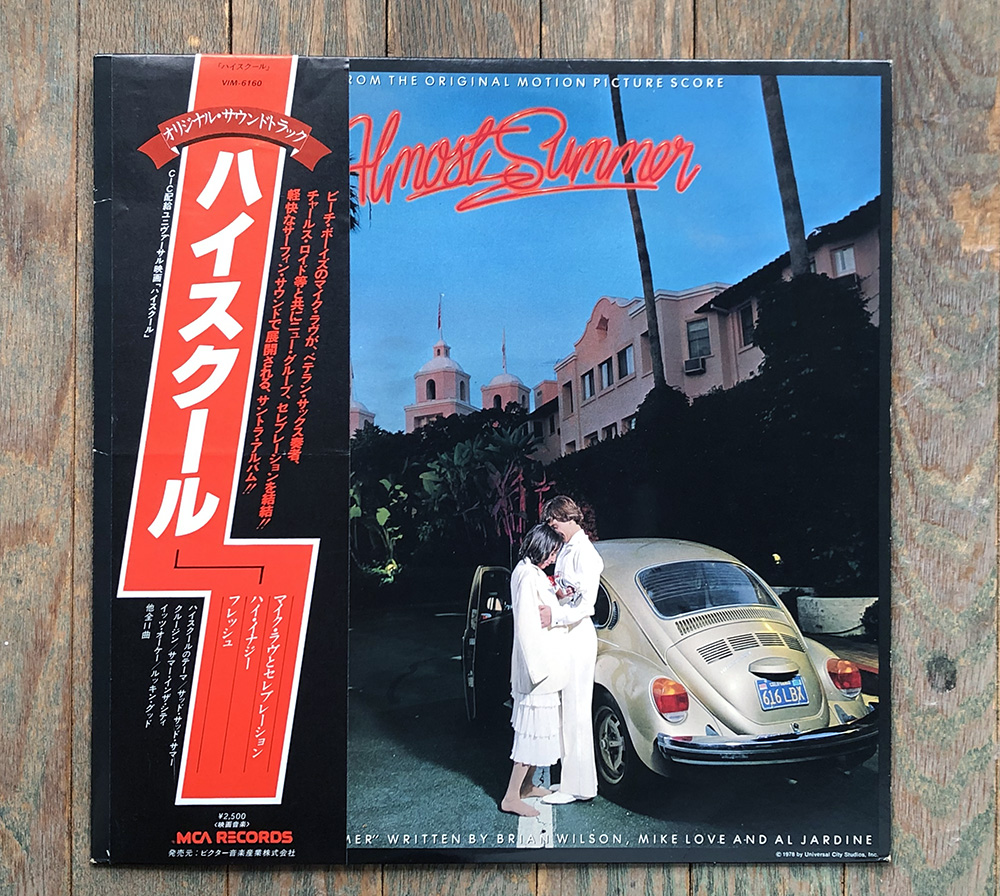 「ハイスクール」
VIM-6160
オリジナル・サウンドトラック
ハイスクール
CIC配給ユニヴァーサル映画「ハイスクール」
ビーチ・ボーイズのマイク・ラヴが、ベテラン・サックス奏者、
チャールス・ロイド等と共にニュー・グループ、セレブレーションを結結!!
軽快なサーフィン・サウンドで展開される、サントラ・アルバム!!
マイク・ラヴとセレブレーション
ハイ・イナジー
フレッシュ
ハイスクールのテーマ/サッド・サッド・サマー
クルージン/サマー・イン・ザ・シティ
イッツ・オーケー/ルッキング・グッド
他全11曲
¥2,500
〈映画音楽〉
MCA RECORDS
発売元:ビクター音楽産業株式会社
ROM THE ORIGINAL MOTION PICTURE SCORE
Almost Summer
CALIFORNIA
616 LBX
MER" WRITTEN BY BRIAN WILSON, MIKE LOVE AND AL JARDINE
© 1978 by Universal City Studios, Inc.